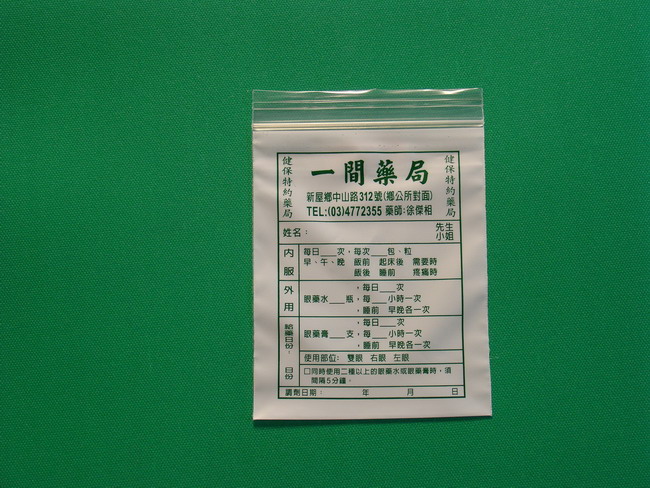 健保特約藥局
一間藥局
健保特約藥局
新屋鄉中山路312號(鄉公所對面)
TEL:(03)4772355 藥師:徐傑相
姓名: 先生
小姐
內服
每日___次,每次___包、粒
早、午、晚 飯前 起床後 需要時
飯後 睡前 疼痛時
外用
,每日___次
眼藥水___瓶,每___小時一次
,睡前 早晚各一次
,每日___次
眼藥膏___支,每___小時一次
,睡前 早晚各一次
給藥日份: 日份
使用部位: 雙眼 右眼 左眼
□同時使用二種以上的眼藥水或眼藥膏時,須
間隔5分鐘。
調劑日期: 年 月 日